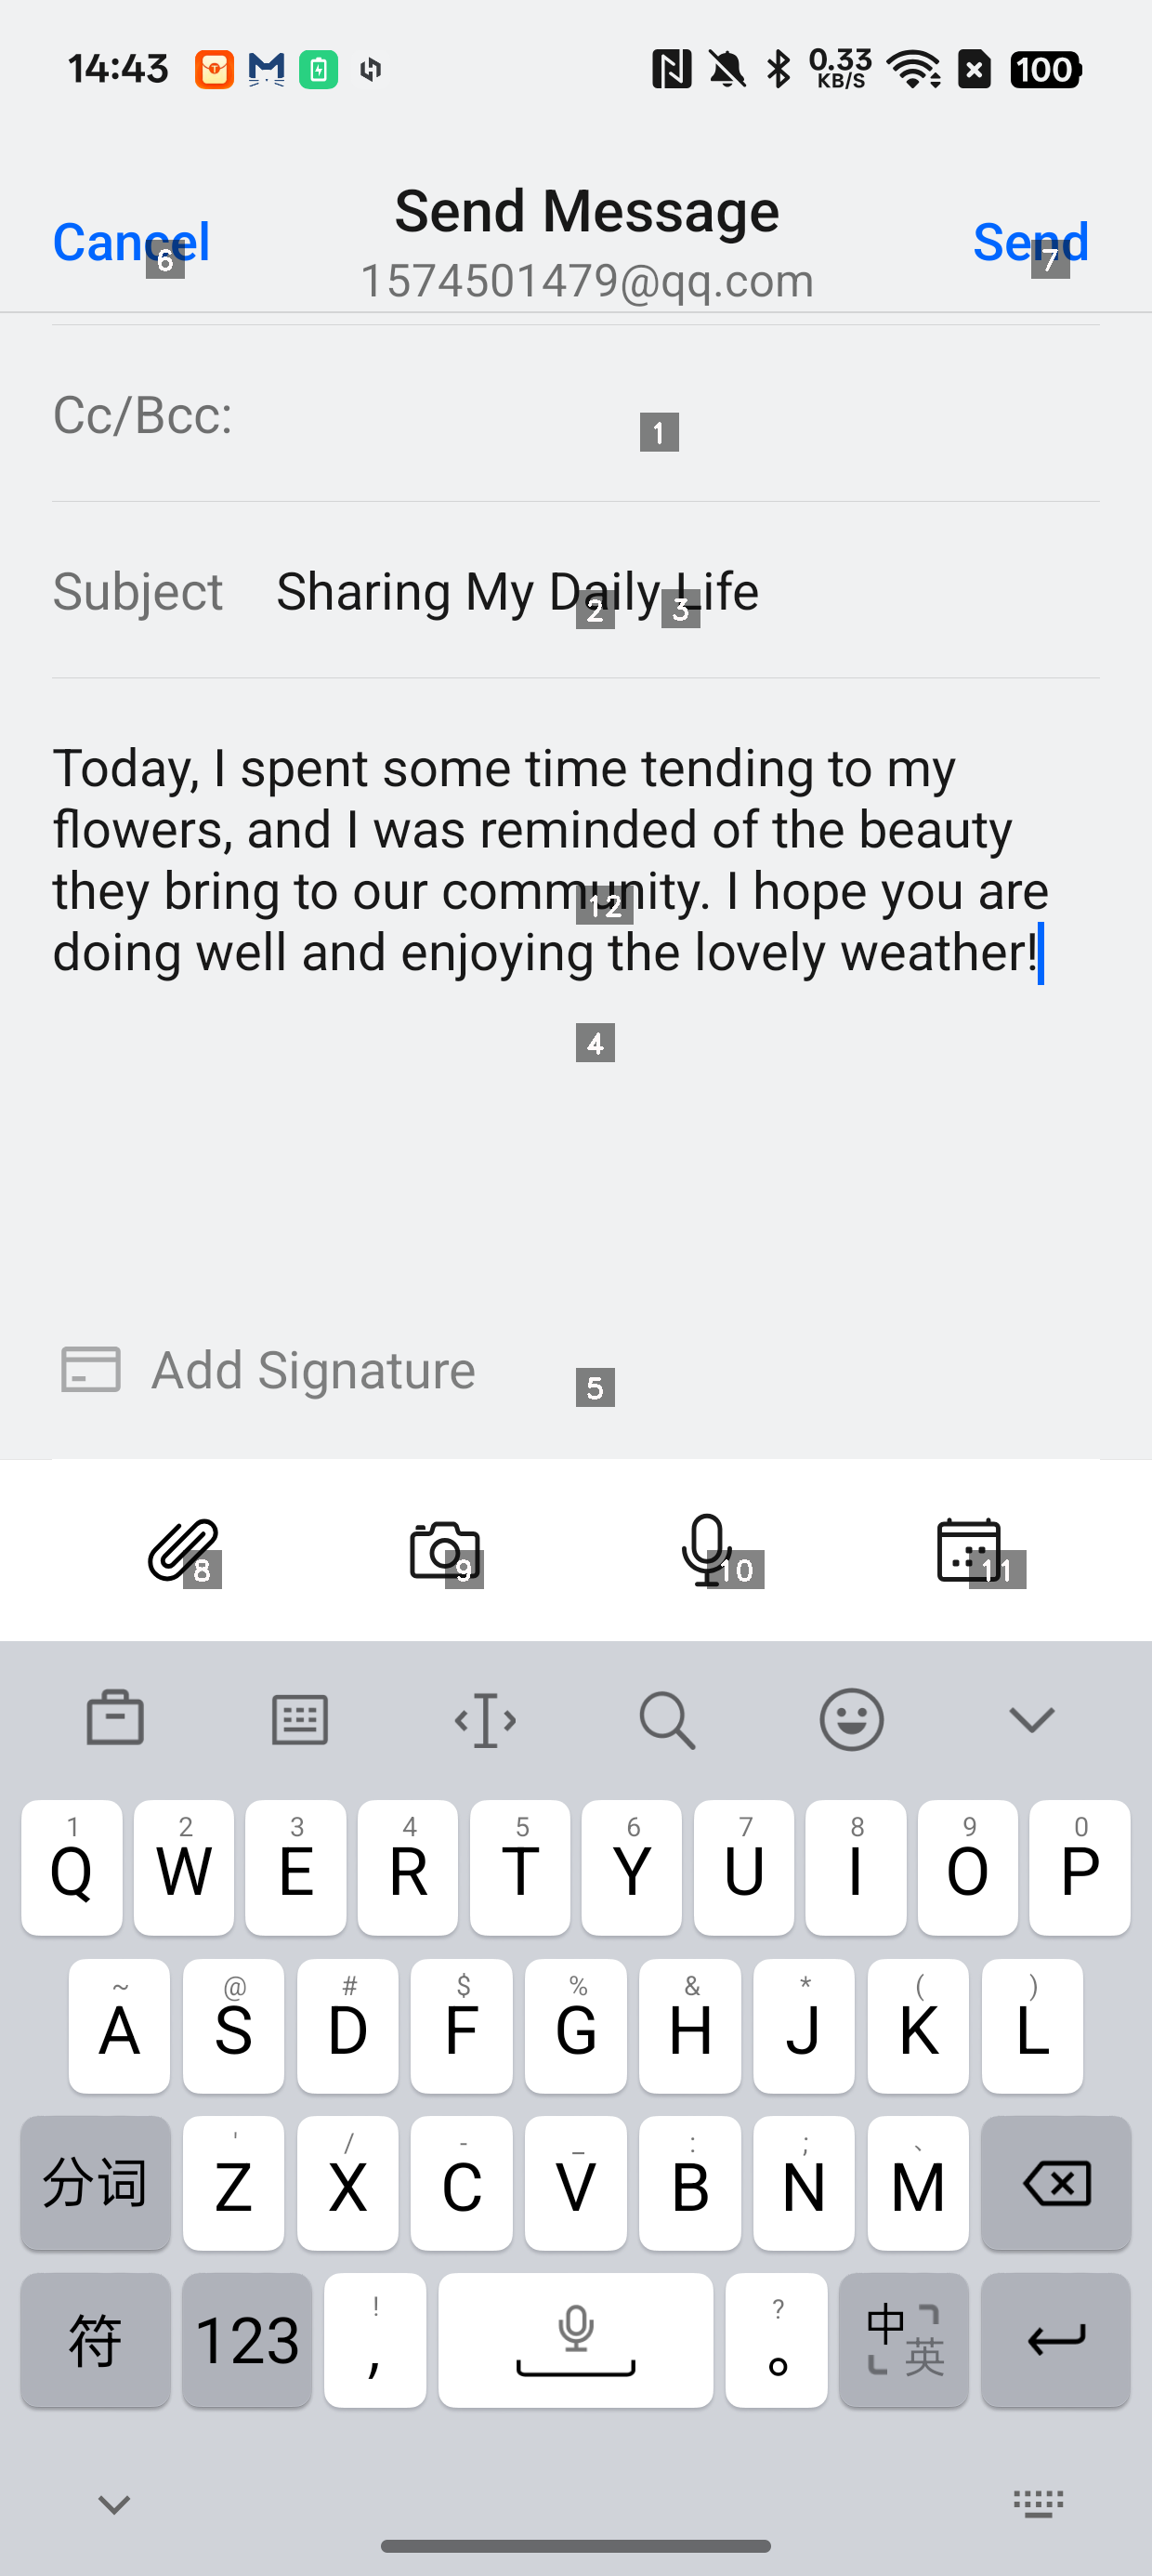 14:43
0.33
KB/S
100
Cancel
Send Message
Send
6
7
1574501479@qq.com
Cc/Bcc:
1
Subject
Sharing My Daily Life
2
3
Today, I spent some time tending to my
flowers, and I was reminded of the beauty
they bring to our community. I hope you are
12
doing well and enjoying the lovely weather!
4
Add Signature
5
8
9
10
11
1 2 3 4 5 6 7 8 9 0
Q W E R T Y U I O P
~ @ # $ % & * ( )
A S D F G H J K L
' / - _ : ; 、
分词 Z X C V B N M
! ?
符 123 , 。 中 英